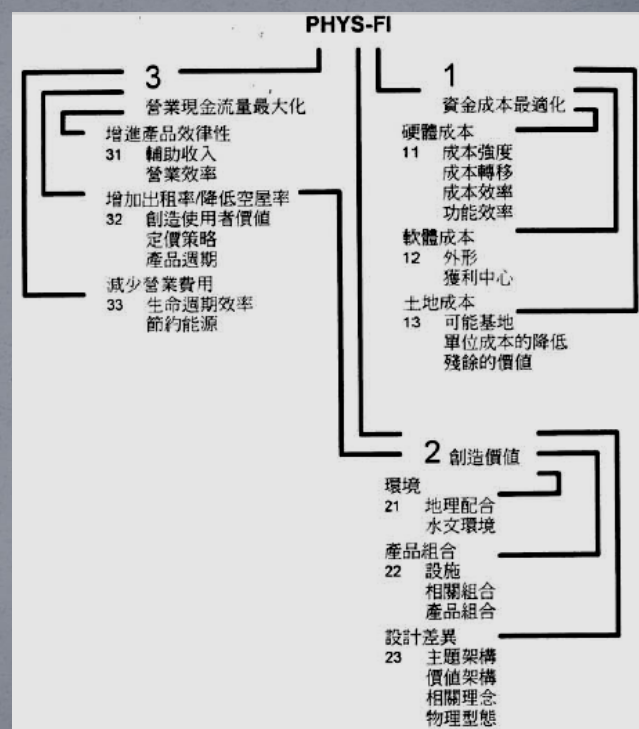 PHYS-FI
3
營業現金流量最大化
增進產品效律性
31 輔助收入
營業效率
增加出租率/降低空屋率
32 創造使用者價值
定價策略
產品週期
減少營業費用
33 生命週期效率
節約能源
1
資金成本最適化
硬體成本
11 成本強度
成本轉移
成本效率
功能效率
軟體成本
12 外形
獲利中心
土地成本
13 可能基地
單位成本的降低
殘餘的價值
2 創造價值
環境
21 地理配合
水文環境
產品組合
22 設施
相關組合
產品組合
設計差異
23 主題架構
價值架構
相關理念
物理型態